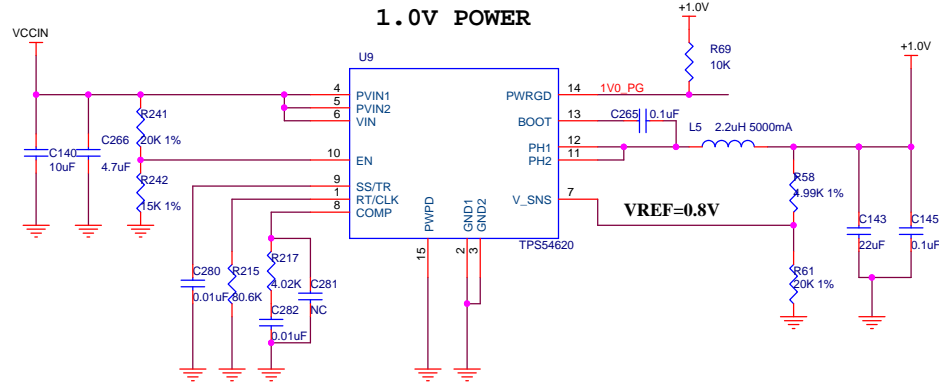 1.0V POWER
VCCIN
U9
+1.0V
+1.0V
R69
10K
4 PVIN1
5 PVIN2
6 VIN
10 EN
9 SS/TR
1 RT/CLK
8 COMP
PWRGD 14 1V0_PG
BOOT 13
PH1 12
PH2 11
V_SNS 7
PWPD 15
GND1 2
GND2 3
TPS54620
R241
20K 1%
C140
10uF
C266
4.7uF
R242
15K 1%
C265 0.1uF
L5 2.2uH 5000mA
R58
4.99K 1%
VREF=0.8V
C143
22uF
C145
0.1uF
R61
20K 1%
C280
0.01uF
R215
80.6K
R217
4.02K
C281
NC
C282
0.01uF